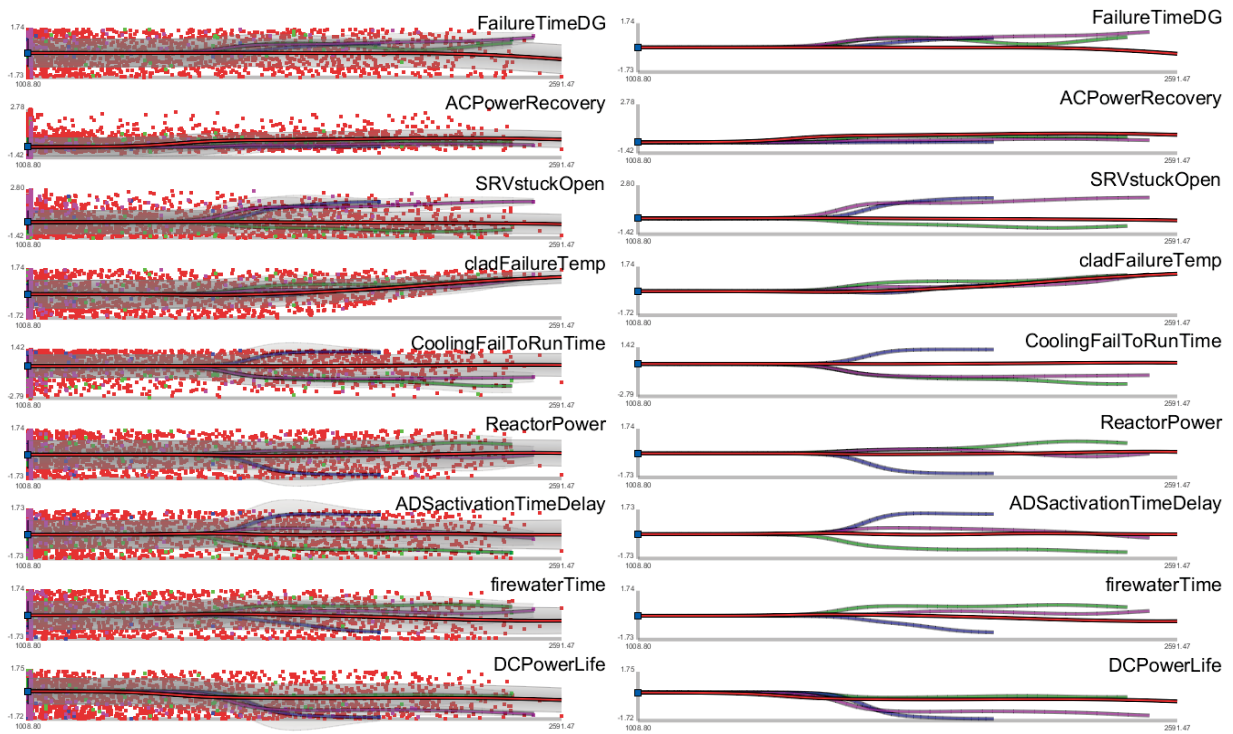 1.74 FailureTimeDG
-1.73
1008.80 2591.47
1.74 FailureTimeDG
-1.73
1008.80 2591.47
2.78 ACPowerRecovery
-1.42
1008.80 2591.47
2.78 ACPowerRecovery
-1.42
1008.80 2591.47
2.80 SRVstuckOpen
-1.42
1008.80 2591.47
2.80 SRVstuckOpen
-1.42
1008.80 2591.47
1.74 cladFailureTemp
-1.72
1008.80 2591.47
1.74 cladFailureTemp
-1.72
1008.80 2591.47
1.42 CoolingFailToRunTime
-2.79
1008.80 2591.47
1.42 CoolingFailToRunTime
-2.79
1008.80 2591.47
1.74 ReactorPower
-1.73
1008.80 2591.47
1.74 ReactorPower
-1.73
1008.80 2591.47
1.73 ADSactivationTimeDelay
-1.73
1008.80 2591.47
1.73 ADSactivationTimeDelay
-1.73
1008.80 2591.47
1.74 firewaterTime
-1.73
1008.80 2591.47
1.74 firewaterTime
-1.73
1008.80 2591.47
1.75 DCPowerLife
-1.72
1008.80 2591.47
1.75 DCPowerLife
-1.72
1008.80 2591.47